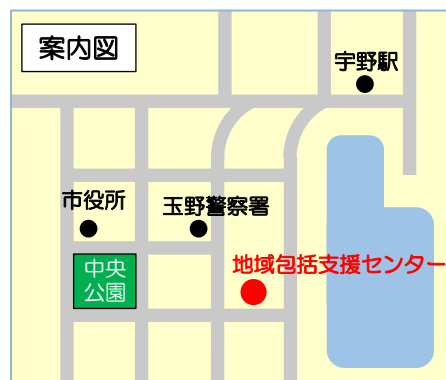 案内図
宇野駅
市役所
玉野警察署
中央
公園
地域包括支援センター